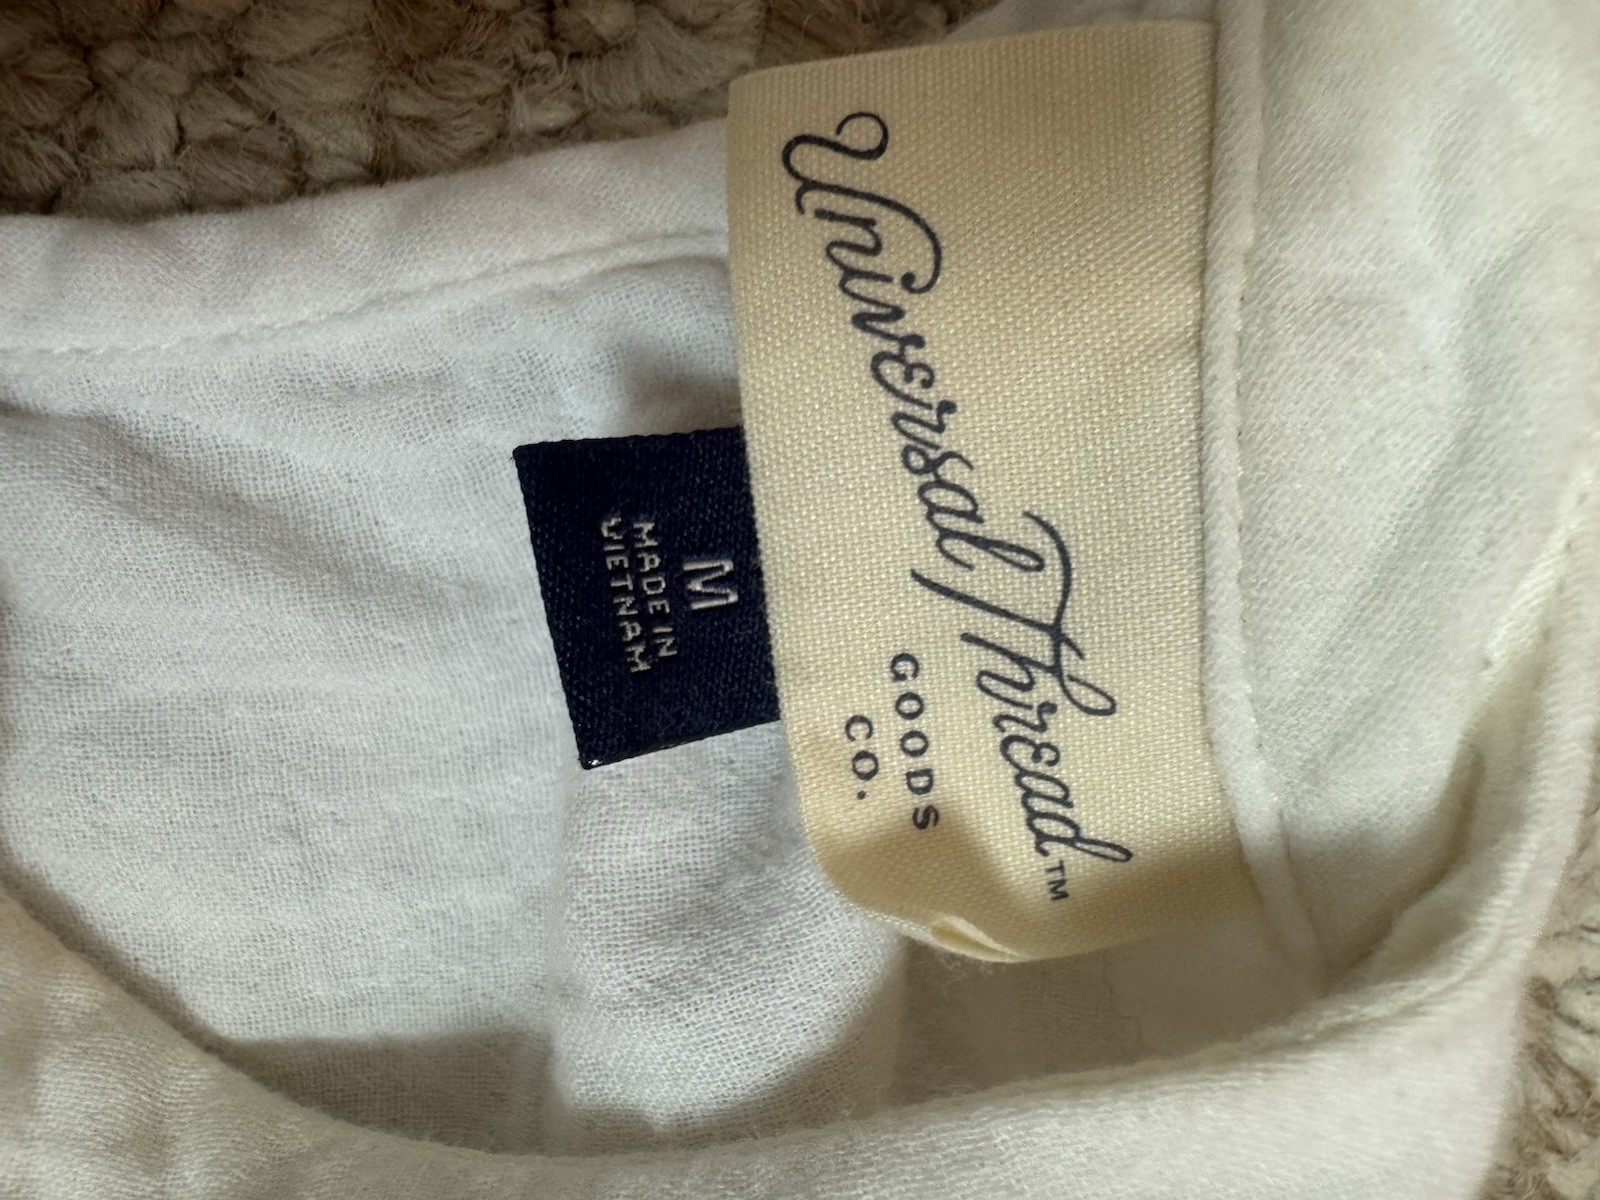 Universal Thread™
GOODS
CO.
M
MADE IN
VIETNAM